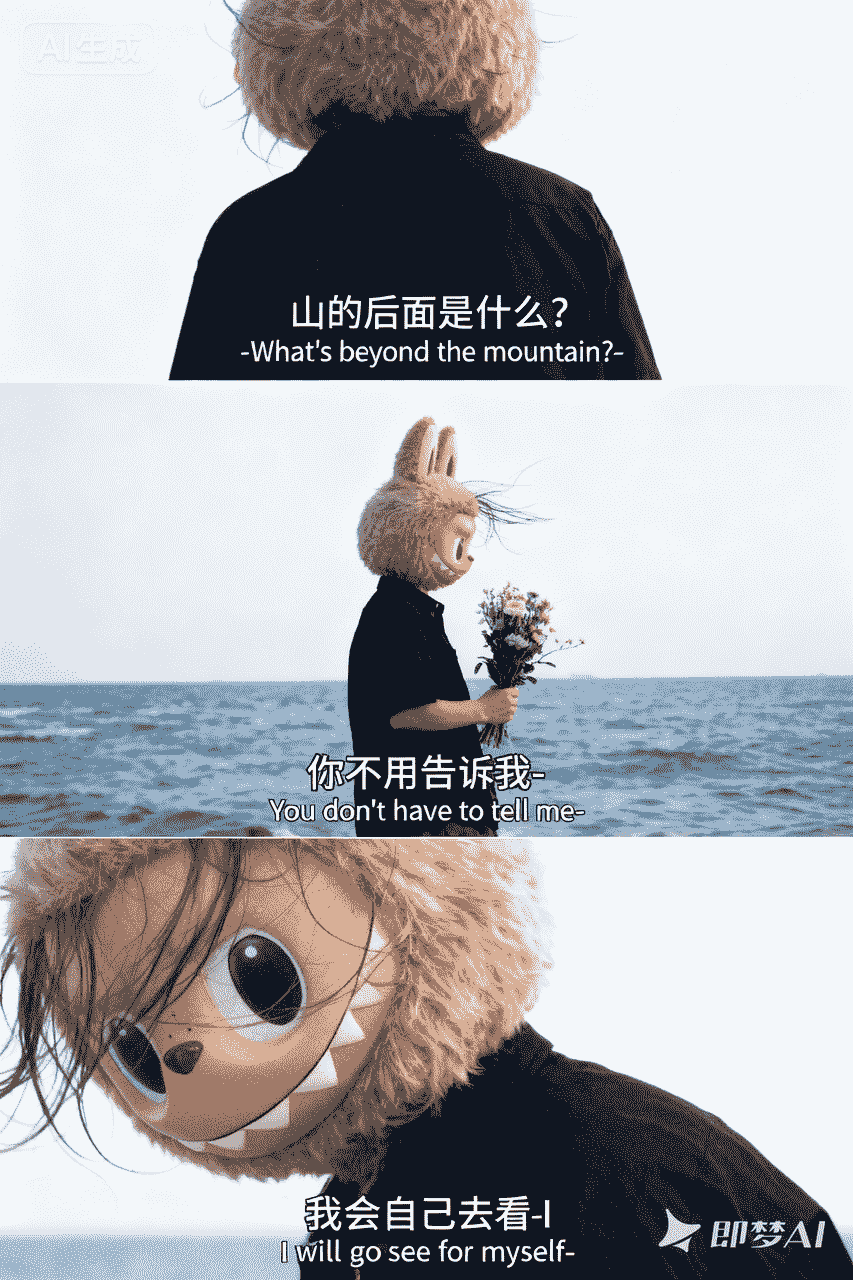 AI生成
山的后面是什么？
-What's beyond the mountain?-
你不用告诉我-
You don't have to tell me-
我会自己去看-I
I will go see for myself-
即梦AI